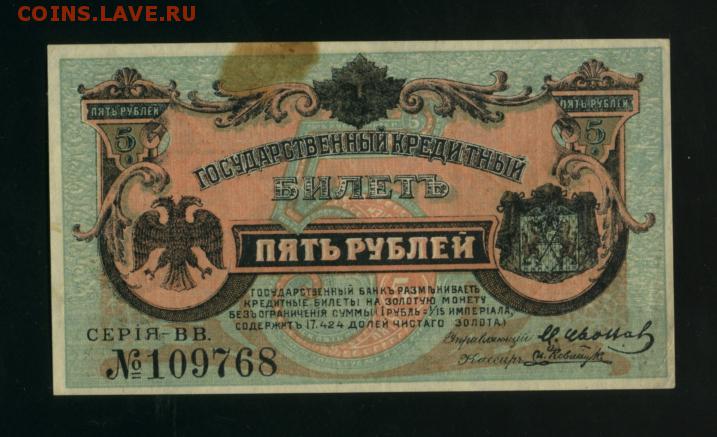 COINS.LAVE.RU
ПЯТЬ РУБЛЕЙ
ПЯТЬ РУБЛЕЙ
5
5
5
ГОСУДАРСТВЕННЫЙ КРЕДИТНЫЙ
БИЛЕТЪ
ПЯТЬ РУБЛЕЙ
5
ГОСУДАРСТВЕННЫЙ БАНКЪ РАЗМѢНИВАЕТЪ
КРЕДИТНЫЕ БИЛЕТЫ НА ЗОЛОТУЮ МОНЕТУ
БЕЗЪ ОГРАНИЧЕНІЯ СУММЫ (1 РУБЛЬ = 1/15 ИМПЕРІАЛА,
СОДЕРЖИТЪ 17.424 ДОЛЕЙ ЧИСТАГО ЗОЛОТА.)
СЕРІЯ-ВВ.
№109768
Управляющій
Кассиръ